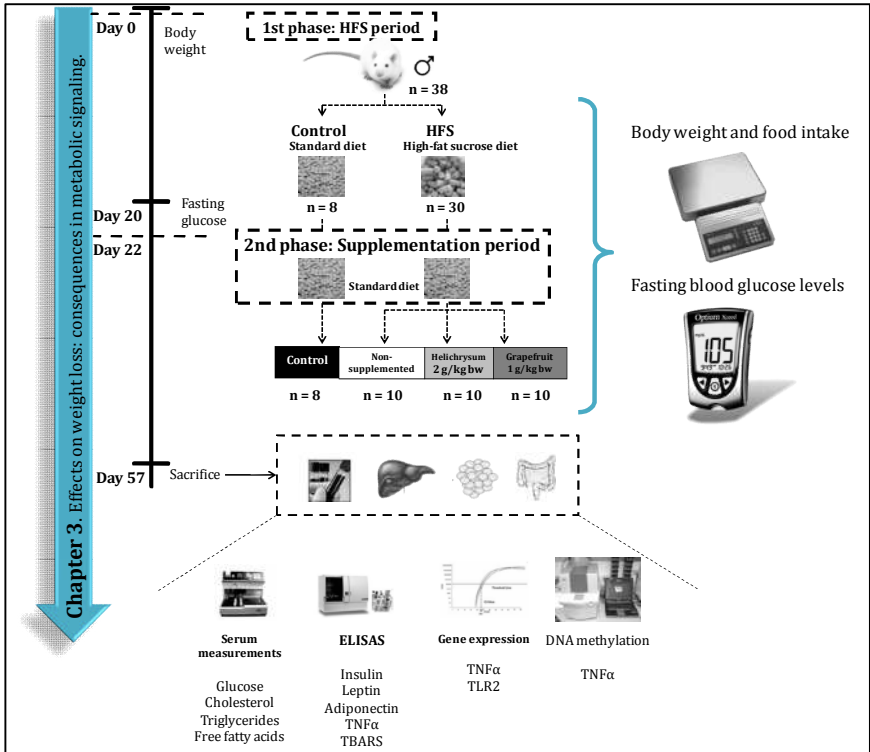 Chapter 3. Effects on weight loss: consequences in metabolic signaling.
Day 0
Body
weight
1st phase: HFS period
n = 38
Control
Standard diet
HFS
High-fat sucrose diet
n = 8
n = 30
Day 20
Fasting
glucose
Day 22
2nd phase: Supplementation period
Standard diet
Control
Non-
supplemented
Helichrysum
2 g/kg bw
Grapefruit
1 g/kg bw
n = 8
n = 10
n = 10
n = 10
Body weight and food intake
Fasting blood glucose levels
Optium Xceed
105
Day 57
Sacrifice
Serum
measurements
Glucose
Cholesterol
Triglycerides
Free fatty acids
ELISAS
Insulin
Leptin
Adiponectin
TNFα
TBARS
Gene expression
TNFα
TLR2
DNA methylation
TNFα